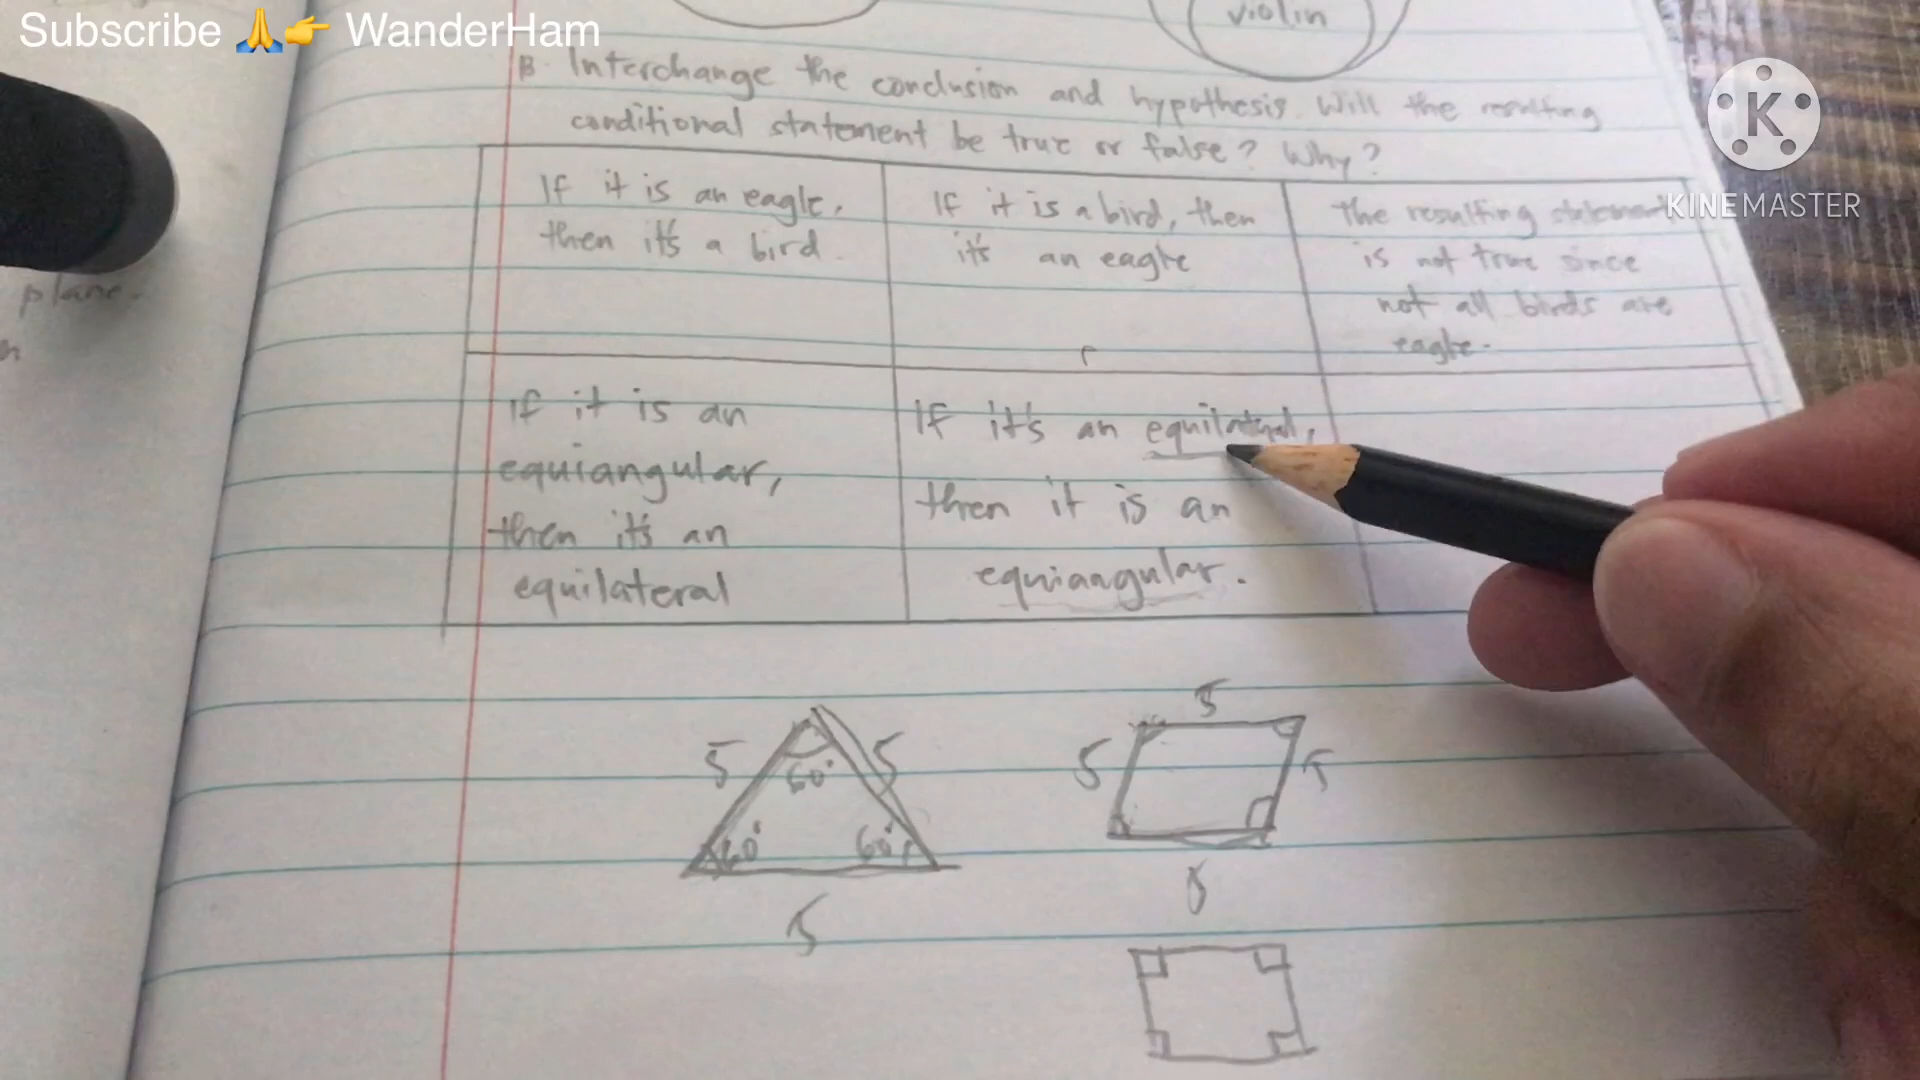 Subscribe 🙏👉 WanderHam
violin
B. Interchange the conclusion and hypothesis. Will the resulting
conditional statement be true or false? Why?
If it is an eagle,
then it's a bird.
If it is a bird, then
it's an eagle
The resulting statement
is not true since
not all birds are
eagle.
If it is an
equiangular,
then it's an
equilateral
If it's an equilateral,
then it is an
equiangular.
K
KINEMASTER
plane.
5
5
60°
60°
60°
5
5
5
5